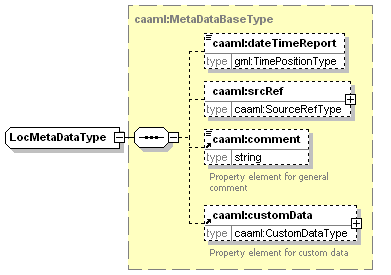 caaml:MetaDataBaseType
caaml:dateTimeReport
type gml:TimePositionType
caaml:srcRef
type caaml:SourceRefType
LocMetaDataType
caaml:comment
type string
Property element for general
comment
caaml:customData
type caaml:CustomDataType
Property element for custom data